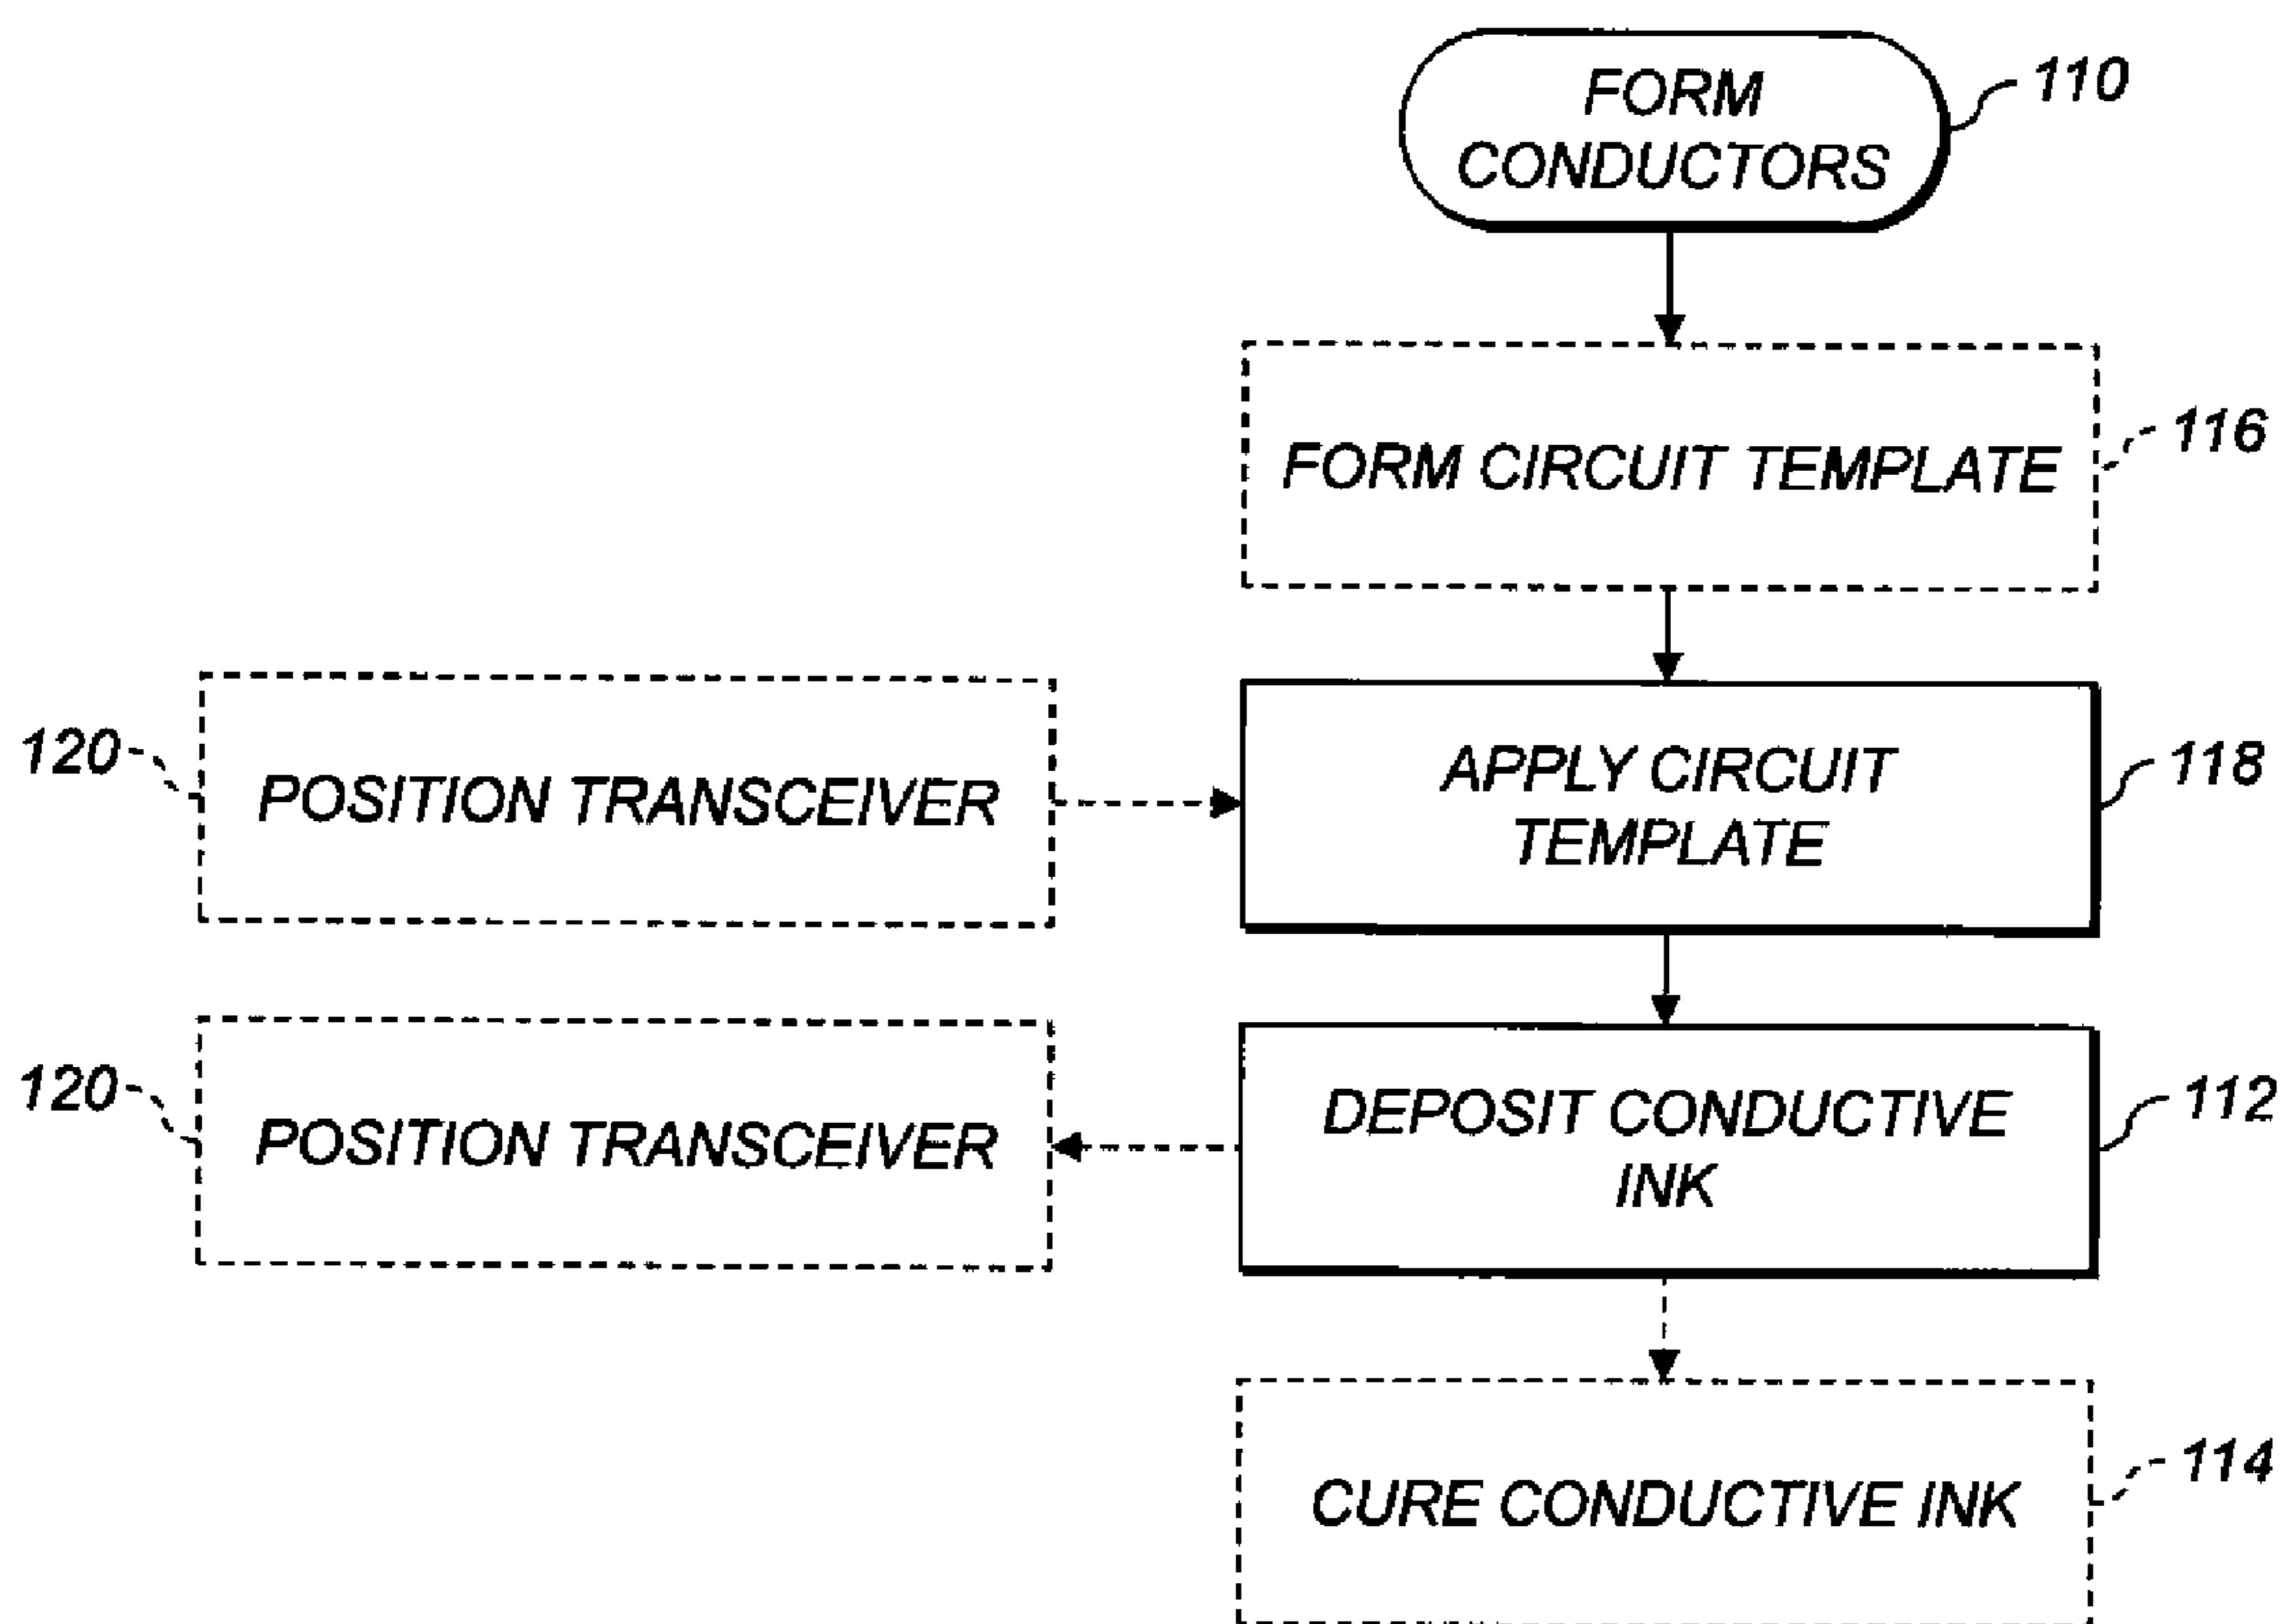 FORM
CONDUCTORS
110
FORM CIRCUIT TEMPLATE
116
120
POSITION TRANSCEIVER
APPLY CIRCUIT
TEMPLATE
118
120
POSITION TRANSCEIVER
DEPOSIT CONDUCTIVE
INK
112
CURE CONDUCTIVE INK
114